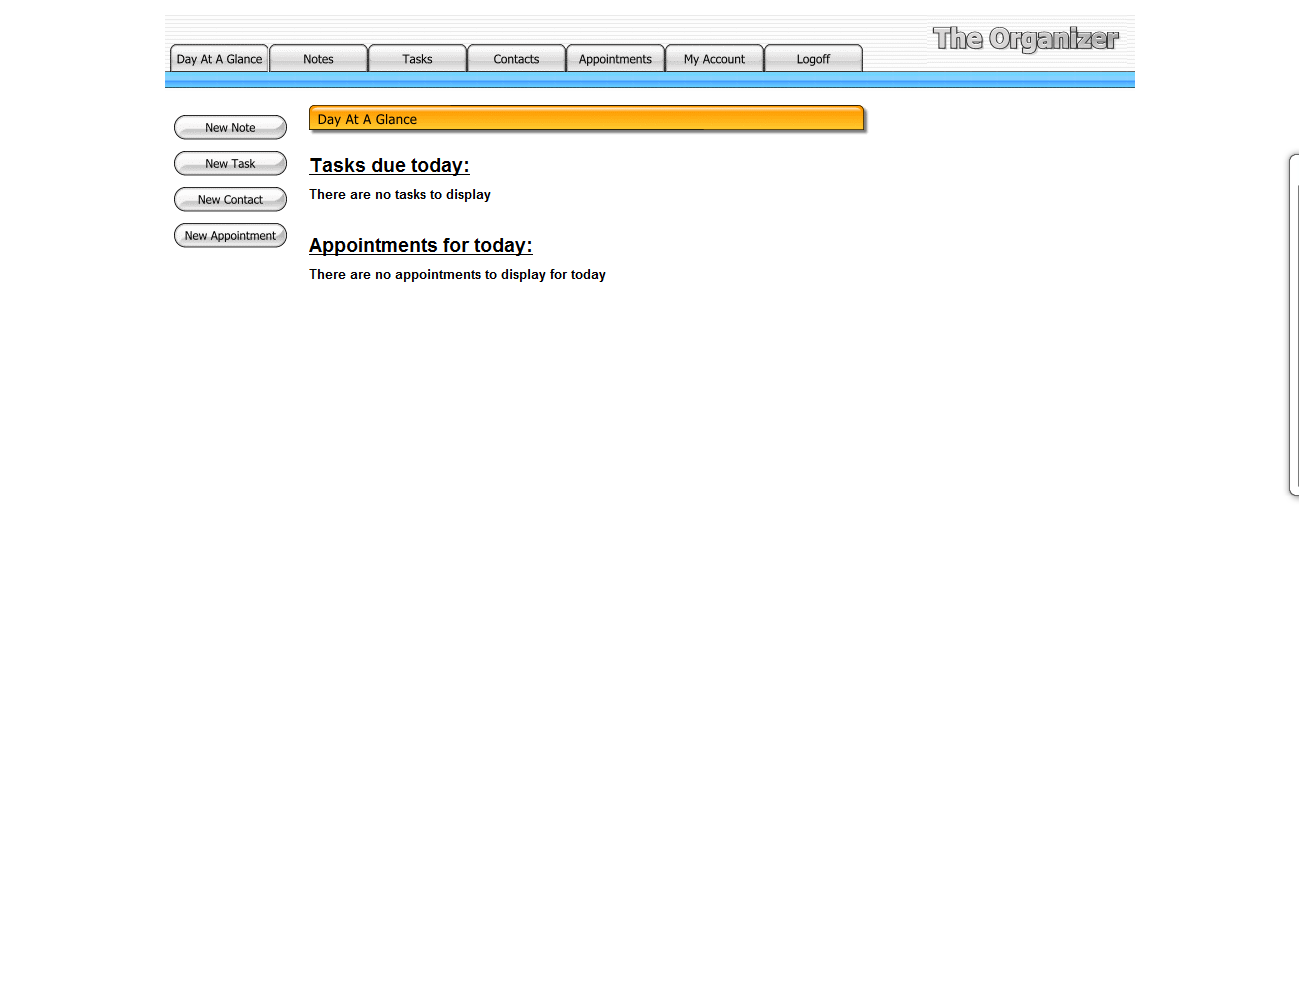 The Organizer
Day At A Glance
Notes
Tasks
Contacts
Appointments
My Account
Logoff
New Note
New Task
New Contact
New Appointment
Day At A Glance
Tasks due today:
There are no tasks to display
Appointments for today:
There are no appointments to display for today